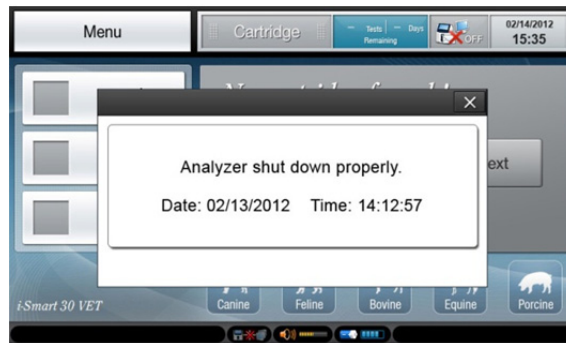 Menu
Cartridge
Tests
Days
Remaining
OFF
02/14/2012
15:35
Analyzer shut down properly.
Date: 02/13/2012 Time: 14:12:57
i-Smart 30 VET
Canine
Feline
Bovine
Equine
Porcine